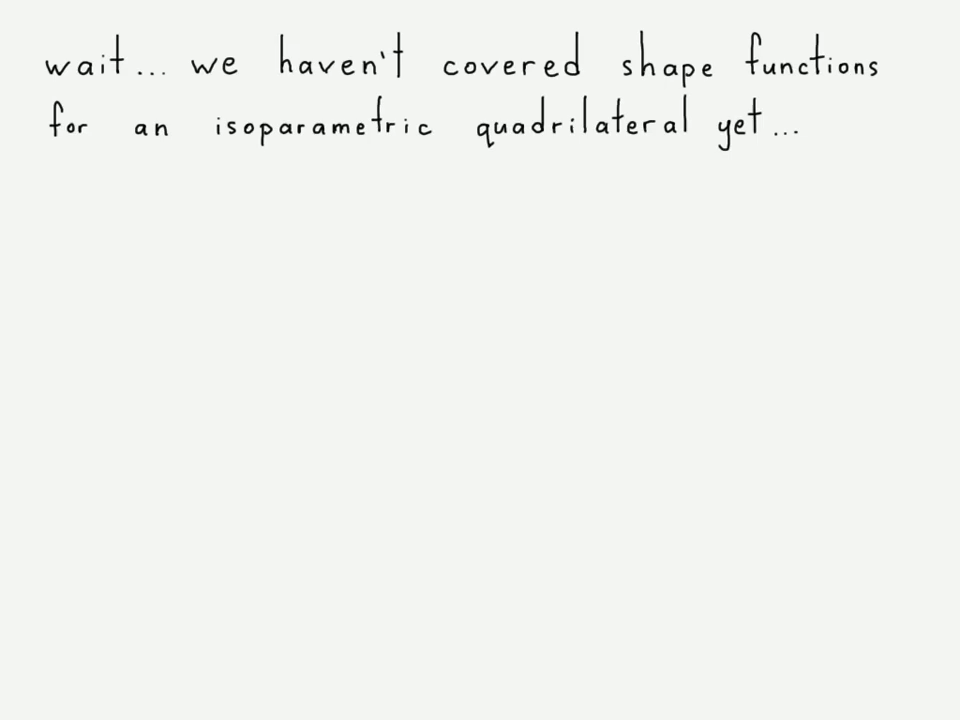 wait... we haven't covered shape functions
for an isoparametric quadrilateral yet...